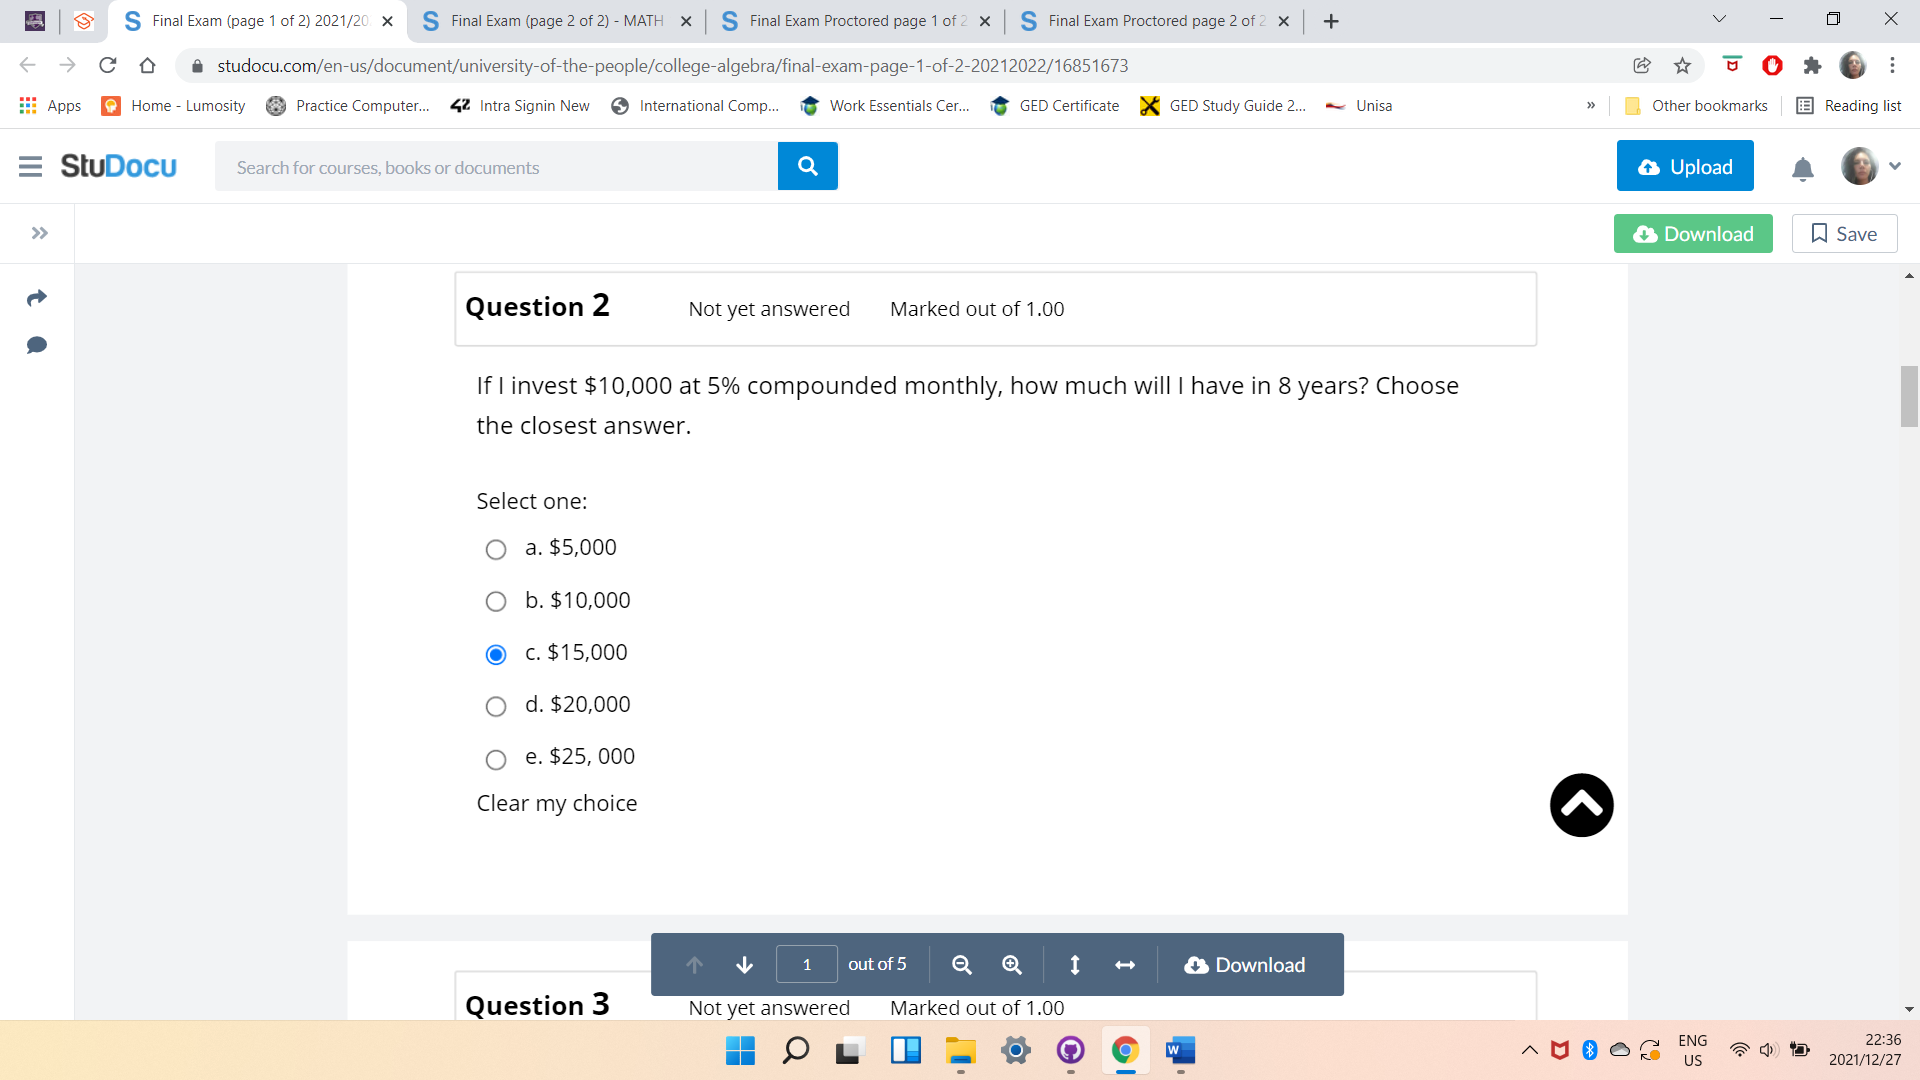 Final Exam (page 1 of 2) 2021/20
Final Exam (page 2 of 2) - MATH
Final Exam Proctored page 1 of 2
Final Exam Proctored page 2 of 2
studocu.com/en-us/document/university-of-the-people/college-algebra/final-exam-page-1-of-2-20212022/16851673
Apps
Home - Lumosity
Practice Computer...
Intra Signin New
International Comp...
Work Essentials Cer...
GED Certificate
GED Study Guide 2...
Unisa
»
Other bookmarks
Reading list
StuDocu
Search for courses, books or documents
Upload
Download
Save
Question 2 Not yet answered Marked out of 1.00
If I invest $10,000 at 5% compounded monthly, how much will I have in 8 years? Choose
the closest answer.
Select one:
a. $5,000
b. $10,000
c. $15,000
d. $20,000
e. $25, 000
Clear my choice
1 out of 5
Download
Question 3 Not yet answered Marked out of 1.00
ENG
US
22:36
2021/12/27